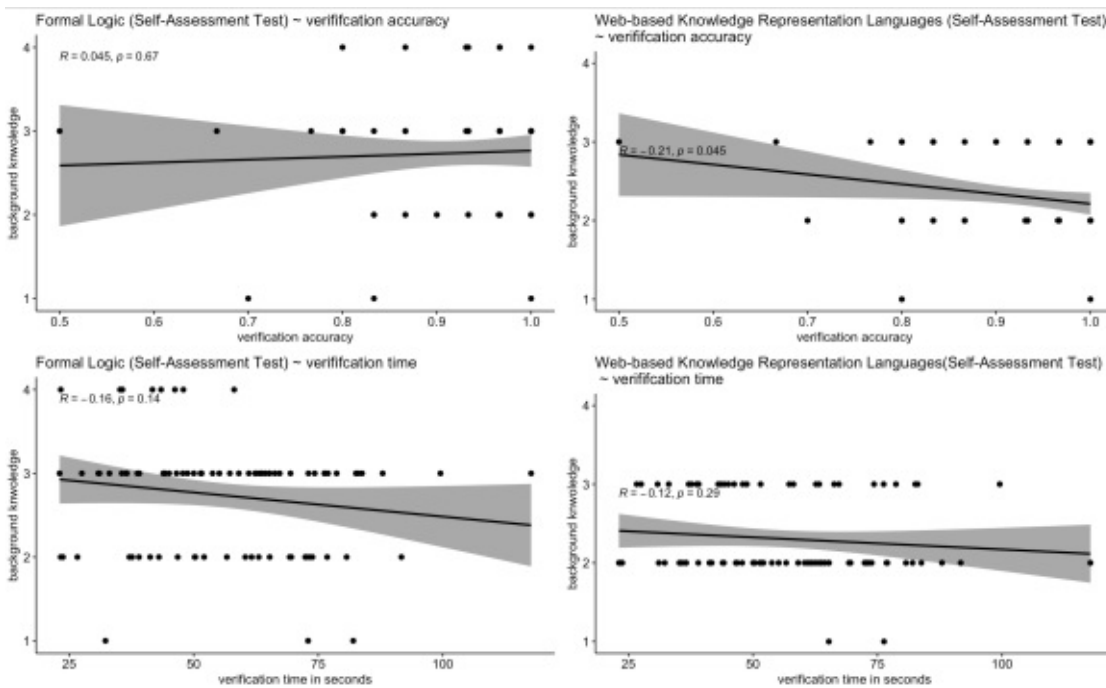 Formal Logic (Self-Assessment Test) ~ verififcation accuracy
R = 0.045, p = 0.67
4
3
2
1
background knwoledge
0.5 0.6 0.7 0.8 0.9 1.0
verification accuracy
Web-based Knowledge Representation Languages (Self-Assessment Test)
~ verififcation accuracy
R = −0.21, p = 0.045
4
3
2
1
background knwoledge
0.5 0.6 0.7 0.8 0.9 1.0
verification accuracy
Formal Logic (Self-Assessment Test) ~ verififcation time
R = −0.16, p = 0.14
4
3
2
1
background knwoledge
25 50 75 100
verification time in seconds
Web-based Knowledge Representation Languages(Self-Assessment Test)
~ verififcation time
R = −0.12, p = 0.29
4
3
2
1
background knwoledge
25 50 75 100
verification time in seconds